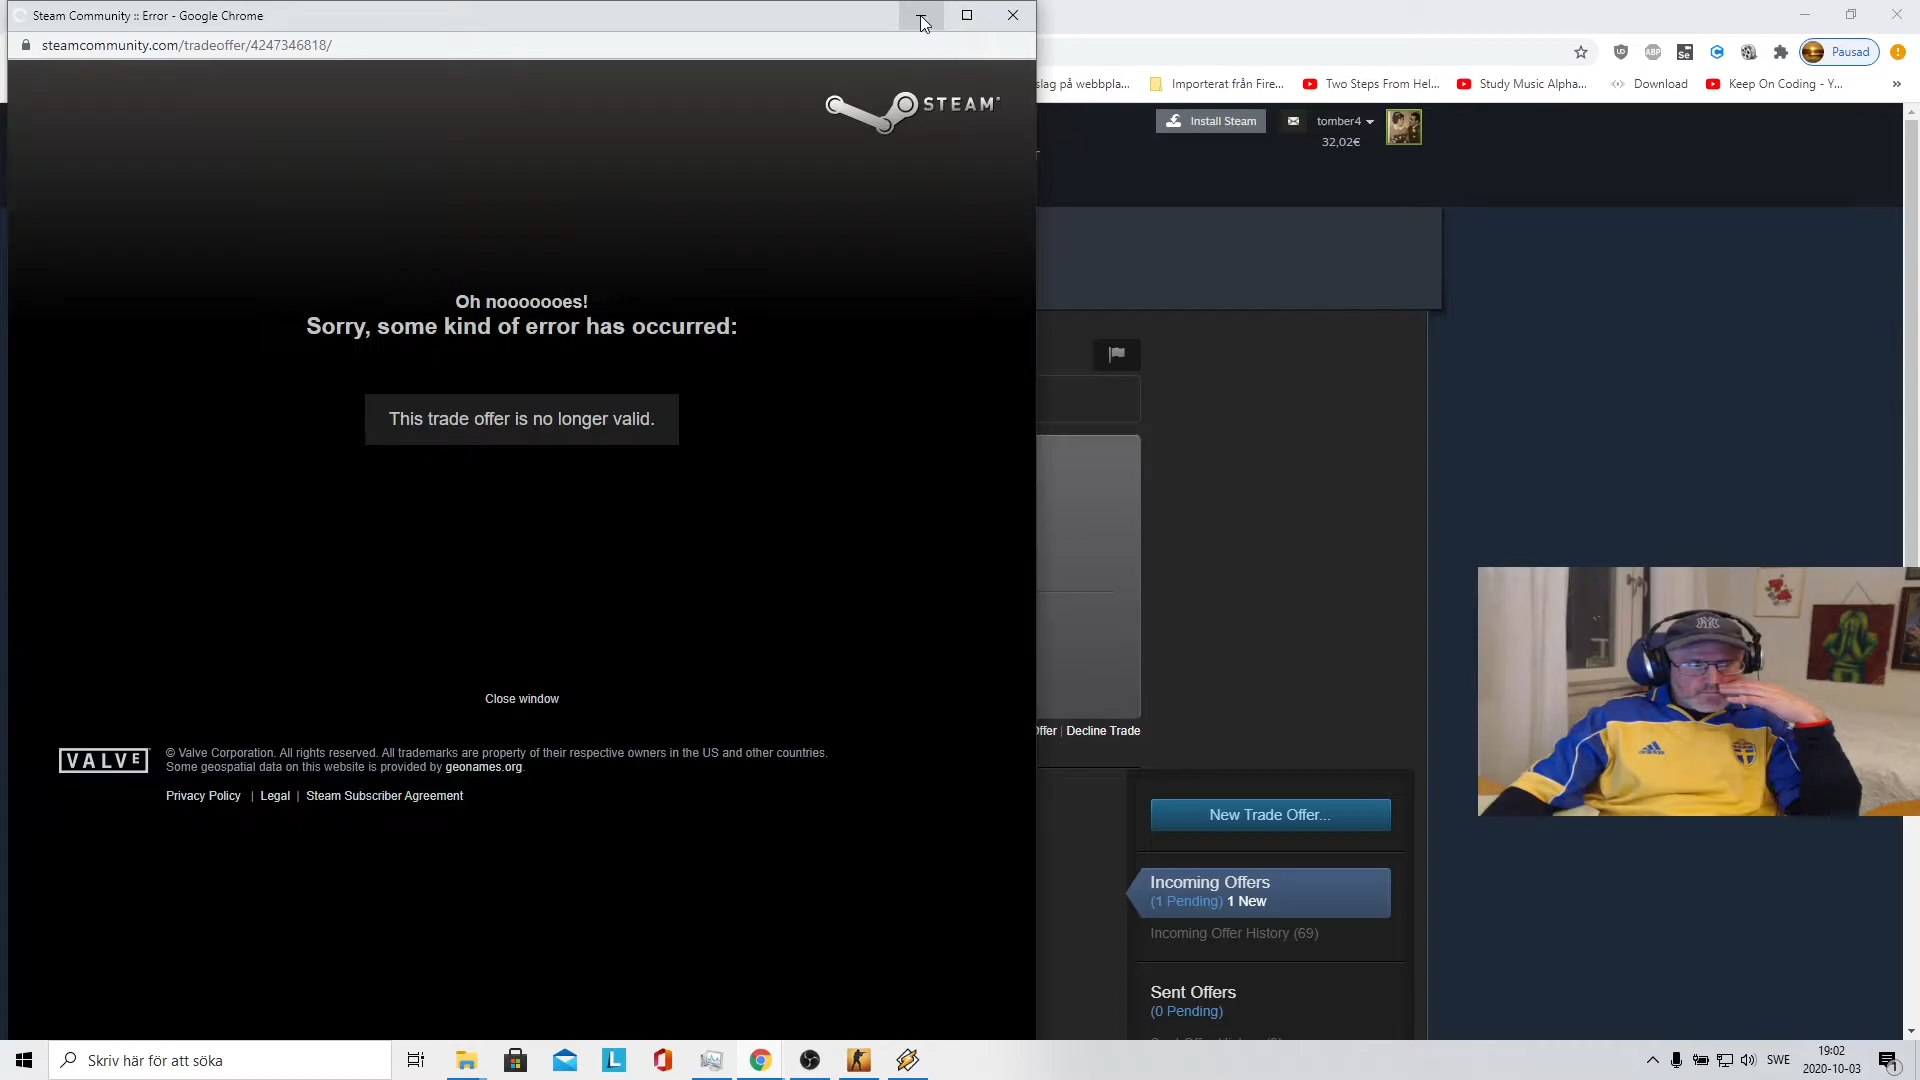 Steam Community :: Error - Google Chrome
steamcommunity.com/tradeoffer/4247346818/
Pausad
slag på webbpla...
Importerat från Fire...
Two Steps From Hel...
Study Music Alpha...
Download
Keep On Coding - Y...
»
STEAM
Install Steam
tomber4
32,02€
Oh nooooooes!
Sorry, some kind of error has occurred:
This trade offer is no longer valid.
Close window
Offer | Decline Trade
VALVE
© Valve Corporation. All rights reserved. All trademarks are property of their respective owners in the US and other countries.
Some geospatial data on this website is provided by geonames.org.
Privacy Policy | Legal | Steam Subscriber Agreement
New Trade Offer...
Incoming Offers
(1 Pending) 1 New
Incoming Offer History (69)
Sent Offers
(0 Pending)
Skriv här för att söka
SWE
19:02
2020-10-03